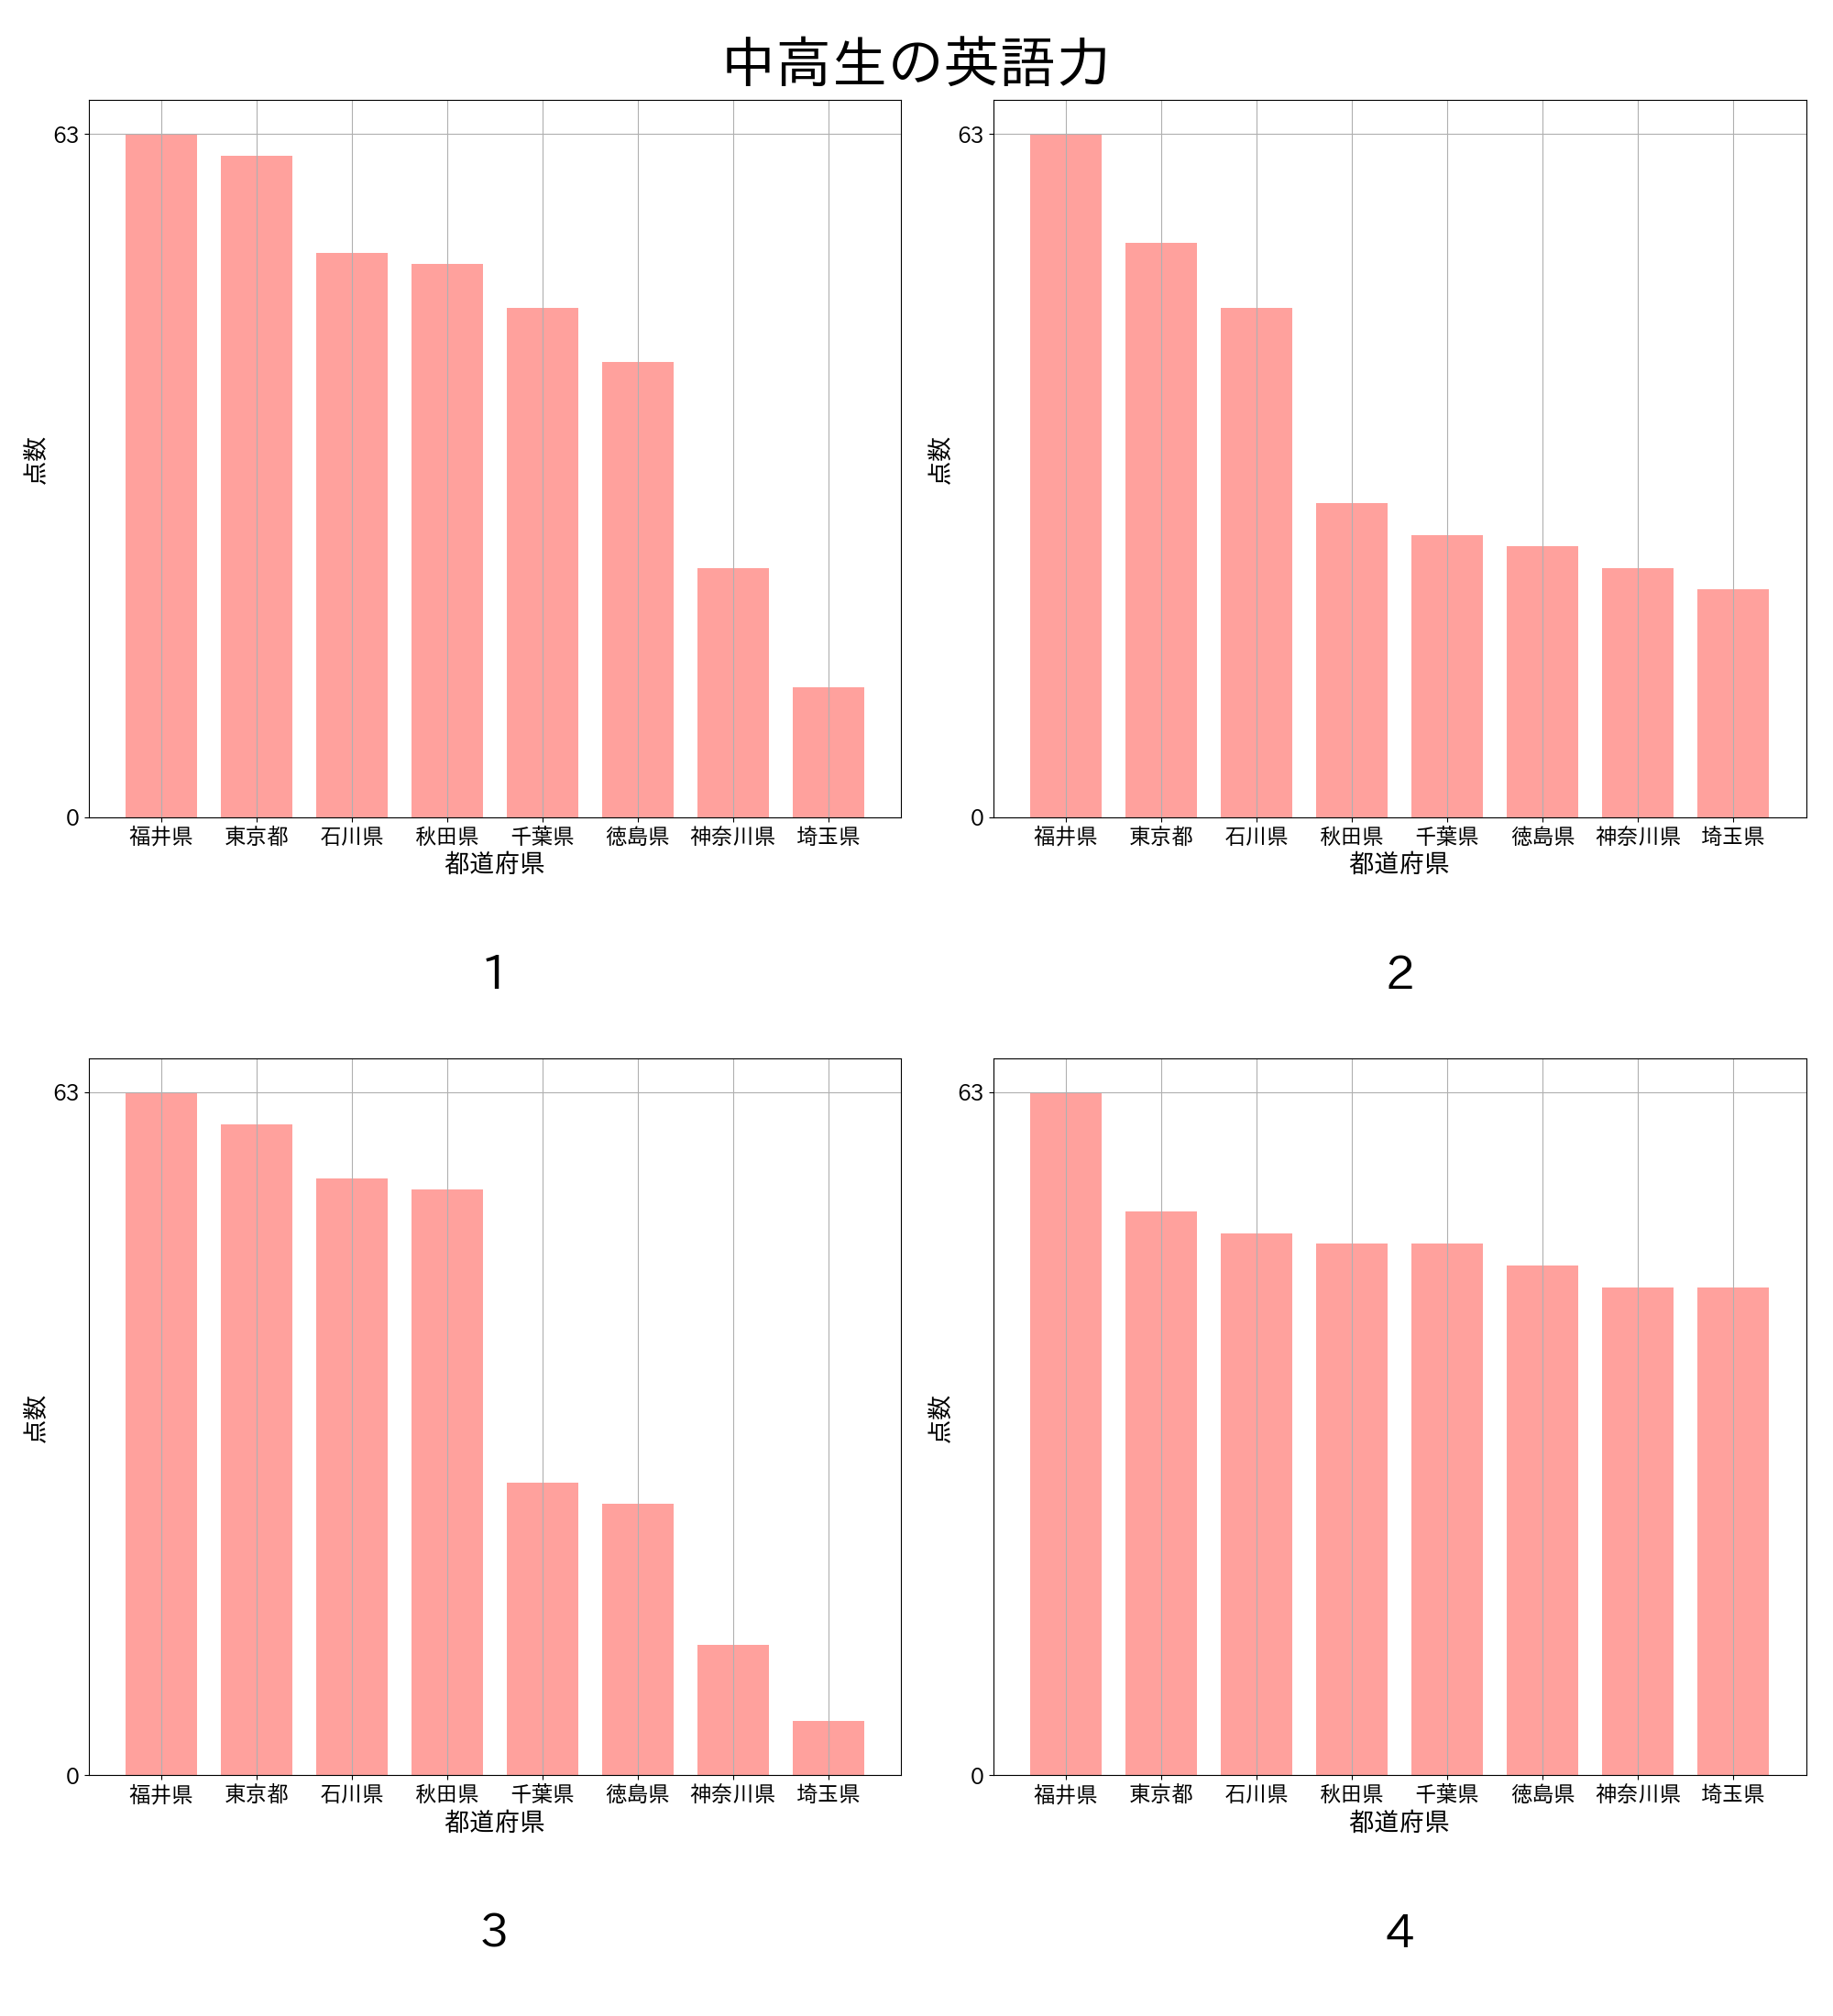 中高生の英語力
63
0
点数
福井県 東京都 石川県 秋田県 千葉県 徳島県 神奈川県 埼玉県
都道府県
1
63
0
点数
福井県 東京都 石川県 秋田県 千葉県 徳島県 神奈川県 埼玉県
都道府県
2
63
0
点数
福井県 東京都 石川県 秋田県 千葉県 徳島県 神奈川県 埼玉県
都道府県
3
63
0
点数
福井県 東京都 石川県 秋田県 千葉県 徳島県 神奈川県 埼玉県
都道府県
4